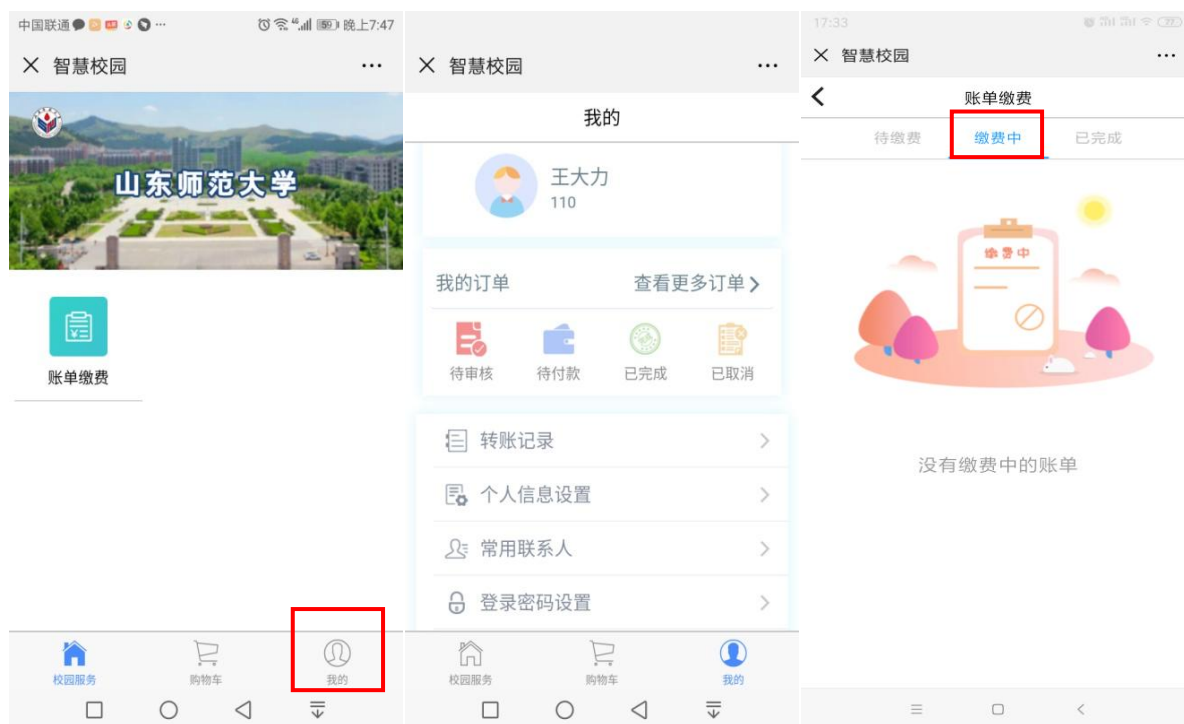 中国联通
59
晚上7:47
智慧校园
山东师范大学
账单缴费
校园服务
购物车
我的
智慧校园
我的
王大力
110
我的订单
查看更多订单
待审核
待付款
已完成
已取消
转账记录
个人信息设置
常用联系人
登录密码设置
校园服务
购物车
我的
17:33
77
智慧校园
账单缴费
待缴费
缴费中
已完成
缴费中
没有缴费中的账单